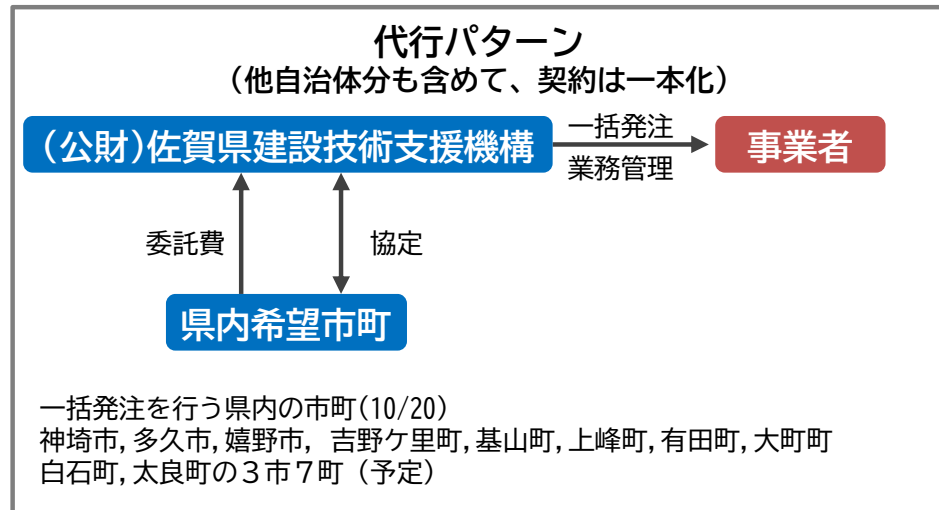 代行パターン
（他自治体分も含めて、契約は一本化）
（公財）佐賀県建設技術支援機構
一括発注
業務管理
事業者
委託費
協定
県内希望市町
一括発注を行う県内の市町(10/20)
神埼市,多久市,嬉野市, 吉野ケ里町,基山町,上峰町,有田町,大町町
白石町,太良町の３市７町（予定）